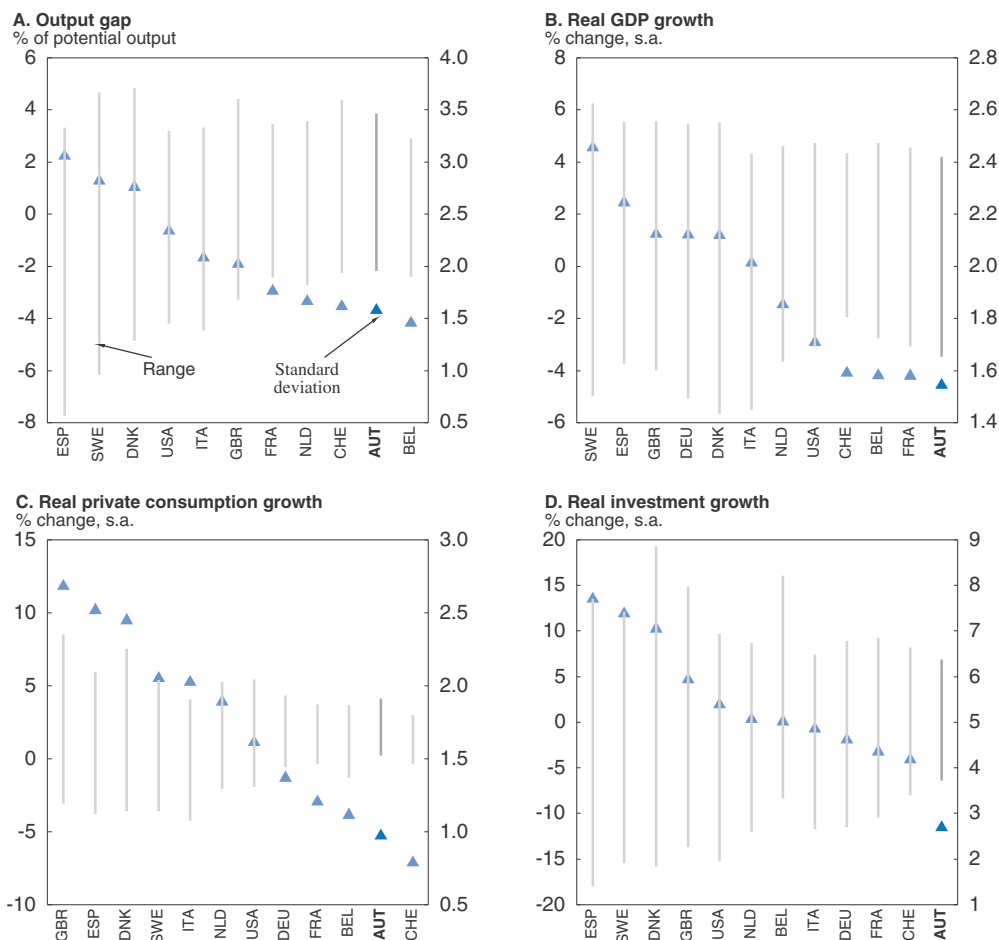 A. Output gap
% of potential output
6
4
2
0
-2
-4
-6
-8
4.0
3.5
3.0
2.5
2.0
1.5
1.0
0.5
Range
Standard
deviation
ESP
SWE
DNK
USA
ITA
GBR
FRA
NLD
CHE
AUT
BEL
B. Real GDP growth
% change, s.a.
8
6
4
2
0
-2
-4
-6
2.8
2.6
2.4
2.2
2.0
1.8
1.6
1.4
SWE
ESP
GBR
DEU
DNK
ITA
NLD
USA
CHE
BEL
FRA
AUT
C. Real private consumption growth
% change, s.a.
15
10
5
0
-5
-10
3.0
2.5
2.0
1.5
1.0
0.5
GBR
ESP
DNK
SWE
ITA
NLD
USA
DEU
FRA
BEL
AUT
CHE
D. Real investment growth
% change, s.a.
20
15
10
5
0
-5
-10
-15
-20
9
8
7
6
5
4
3
2
1
ESP
SWE
DNK
GBR
USA
NLD
BEL
ITA
DEU
FRA
CHE
AUT